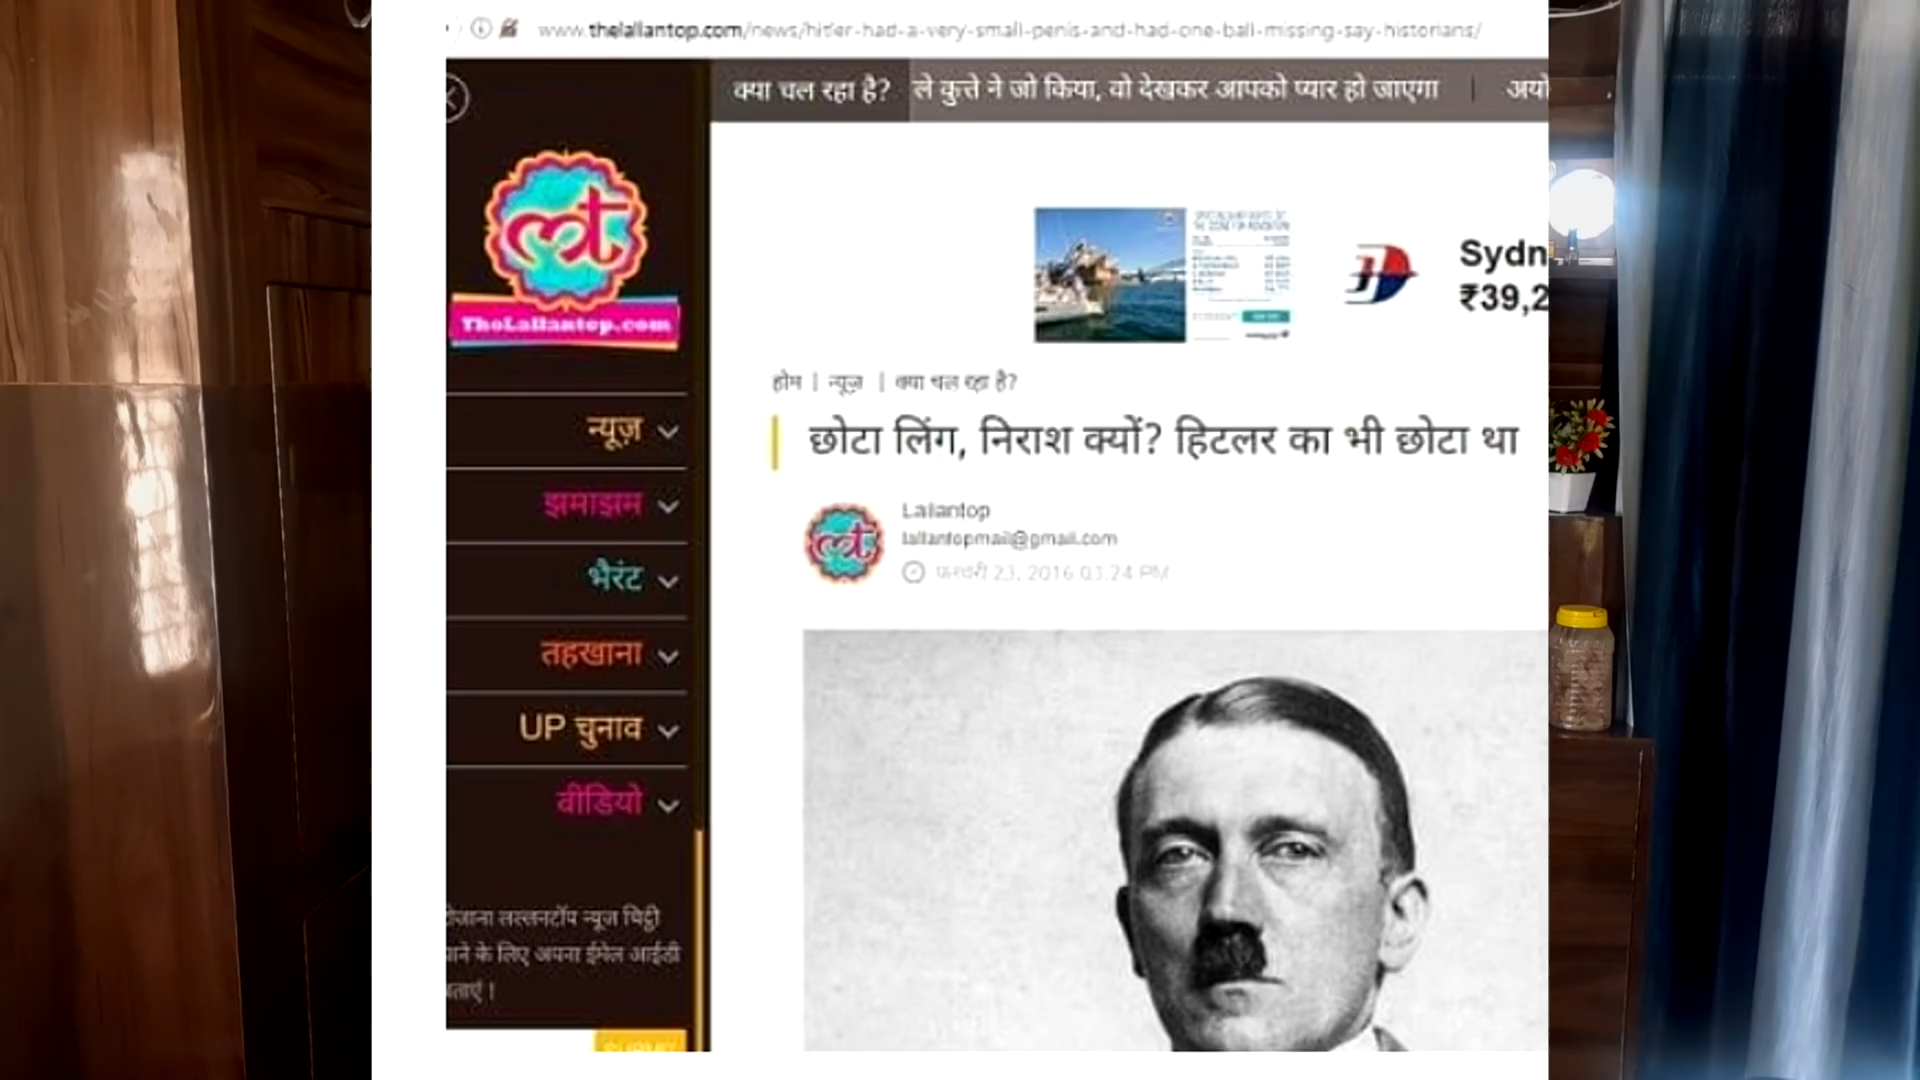 www.thelallantop.com/news/hitler-had-a-very-small-penis-and-had-one-ball-missing-say-historians/
क्या चल रहा है? ले कुत्ते ने जो किया, वो देखकर आपको प्यार हो जाएगा | अयो
TheLallantop.com
Sydn
₹39,2
होम | न्यूज़ | क्या चल रहा है?
छोटा लिंग, निराश क्यों? हिटलर का भी छोटा था
Lallantop
lallantopmail@gmail.com
फरवरी 23, 2016 03:24 PM
न्यूज़
झमाझम
भैरंट
तहखाना
UP चुनाव
वीडियो
रोजाना लल्लनटॉप न्यूज चिट्ठी
पाने के लिए अपना ईमेल आईडी
बताएं !